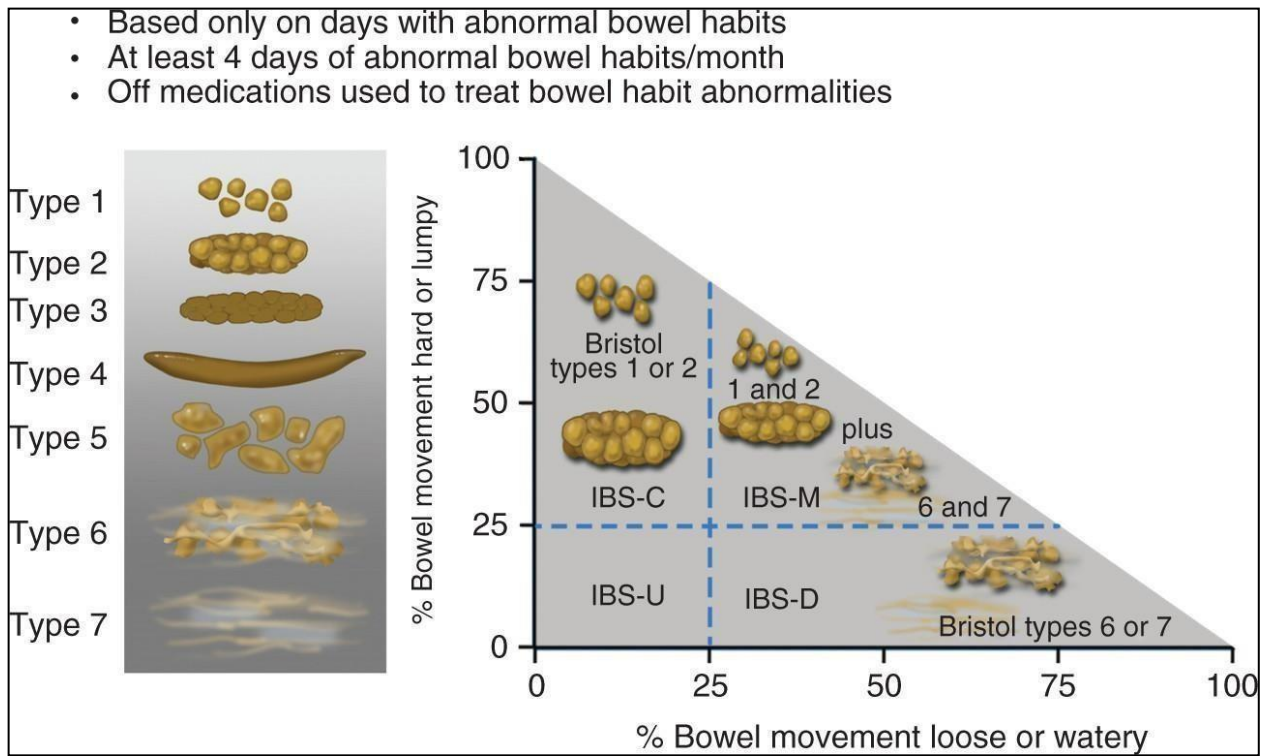 • Based only on days with abnormal bowel habits
• At least 4 days of abnormal bowel habits/month
• Off medications used to treat bowel habit abnormalities
Type 1
Type 2
Type 3
Type 4
Type 5
Type 6
Type 7
% Bowel movement hard or lumpy
100
75
50
25
0
Bristol
types 1 or 2
1 and 2
plus
6 and 7
IBS-C
IBS-M
IBS-U
IBS-D
Bristol types 6 or 7
0
25
50
75
100
% Bowel movement loose or watery